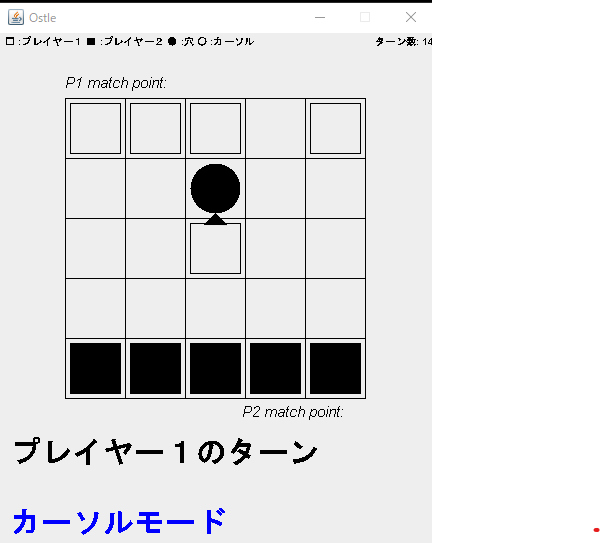 Ostle
□ :プレイヤー1 ■ :プレイヤー2 ● :穴 ○ :カーソル ターン数: 14
P1 match point:
P2 match point:
プレイヤー１のターン
カーソルモード